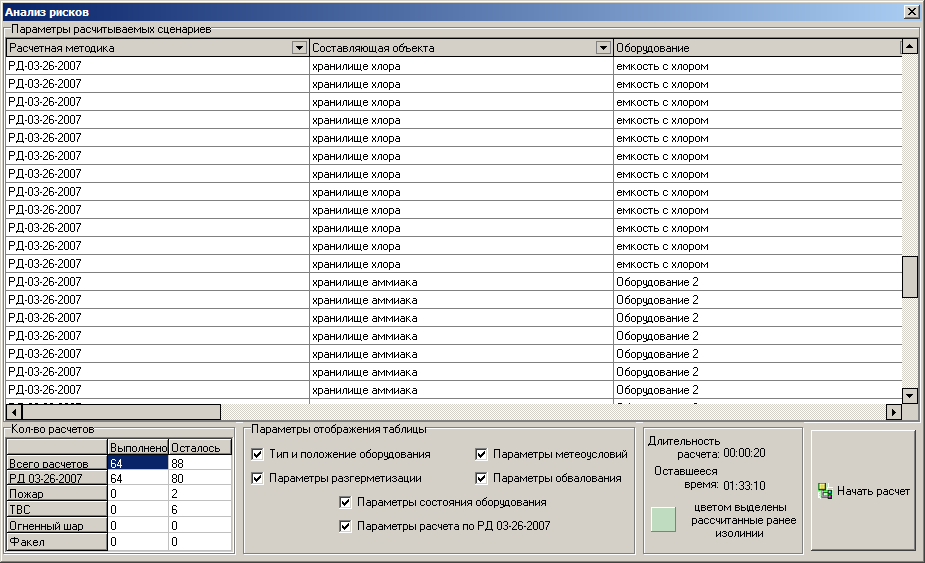 Анализ рисков
Параметры расчитываемых сценариев
Расчетная методика Составляющая объекта Оборудование
РД-03-26-2007 хранилище хлора емкость с хлором
РД-03-26-2007 хранилище хлора емкость с хлором
РД-03-26-2007 хранилище хлора емкость с хлором
РД-03-26-2007 хранилище хлора емкость с хлором
РД-03-26-2007 хранилище хлора емкость с хлором
РД-03-26-2007 хранилище хлора емкость с хлором
РД-03-26-2007 хранилище хлора емкость с хлором
РД-03-26-2007 хранилище хлора емкость с хлором
РД-03-26-2007 хранилище хлора емкость с хлором
РД-03-26-2007 хранилище хлора емкость с хлором
РД-03-26-2007 хранилище хлора емкость с хлором
РД-03-26-2007 хранилище хлора емкость с хлором
РД-03-26-2007 хранилище аммиака Оборудование 2
РД-03-26-2007 хранилище аммиака Оборудование 2
РД-03-26-2007 хранилище аммиака Оборудование 2
РД-03-26-2007 хранилище аммиака Оборудование 2
РД-03-26-2007 хранилище аммиака Оборудование 2
РД-03-26-2007 хранилище аммиака Оборудование 2
РД-03-26-2007 хранилище аммиака Оборудование 2
Кол-во расчетов
Выполнено Осталось
Всего расчетов 64 88
РД 03-26-2007 64 80
Пожар 0 2
ТВС 0 6
Огненный шар 0 0
Факел 0 0
Параметры отображения таблицы
Тип и положение оборудования Параметры метеоусловий
Параметры разгерметизации Параметры обвалования
Параметры состояния оборудования
Параметры расчета по РД 03-26-2007
Длительность
расчета: 00:00:20
Оставшееся
время: 01:33:10
цветом выделены
рассчитанные ранее
изолинии
Начать расчет